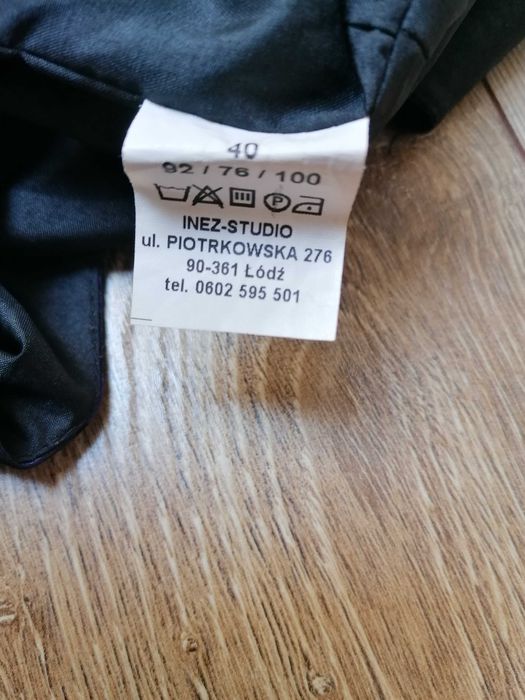 40
92 / 76 / 100
P
INEZ-STUDIO
ul. PIOTRKOWSKA 276
90-361 Łódź
tel. 0602 595 501